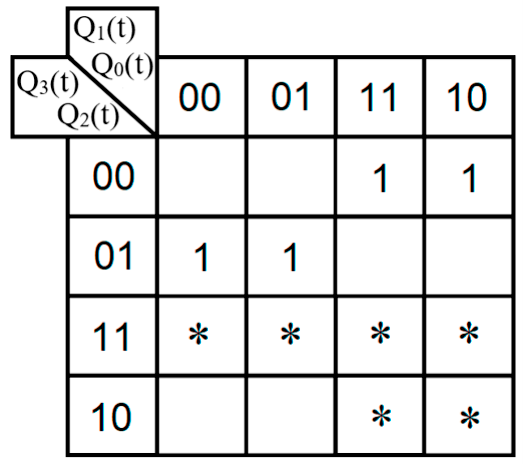 Q₁(t)
Q₀(t)
Q₃(t)
Q₂(t)
00 01 11 10
00 1 1
01 1 1
11 * * * *
10 * *